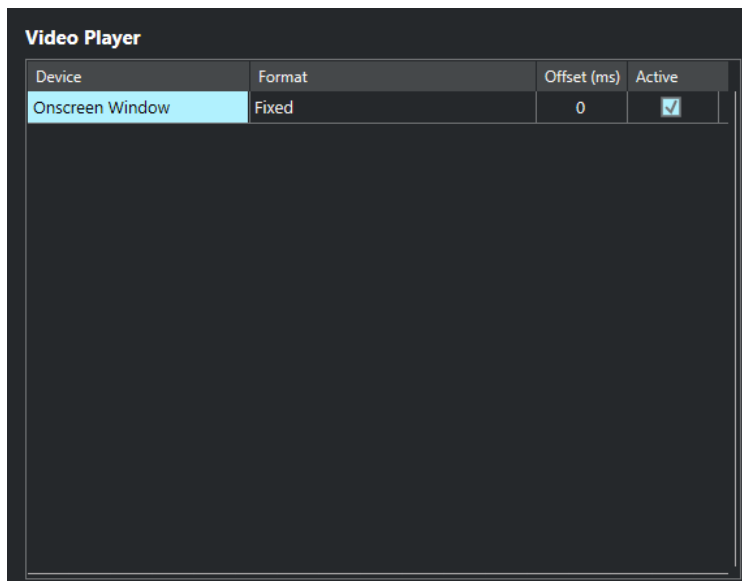 Video Player
Device Format Offset (ms) Active
Onscreen Window Fixed 0